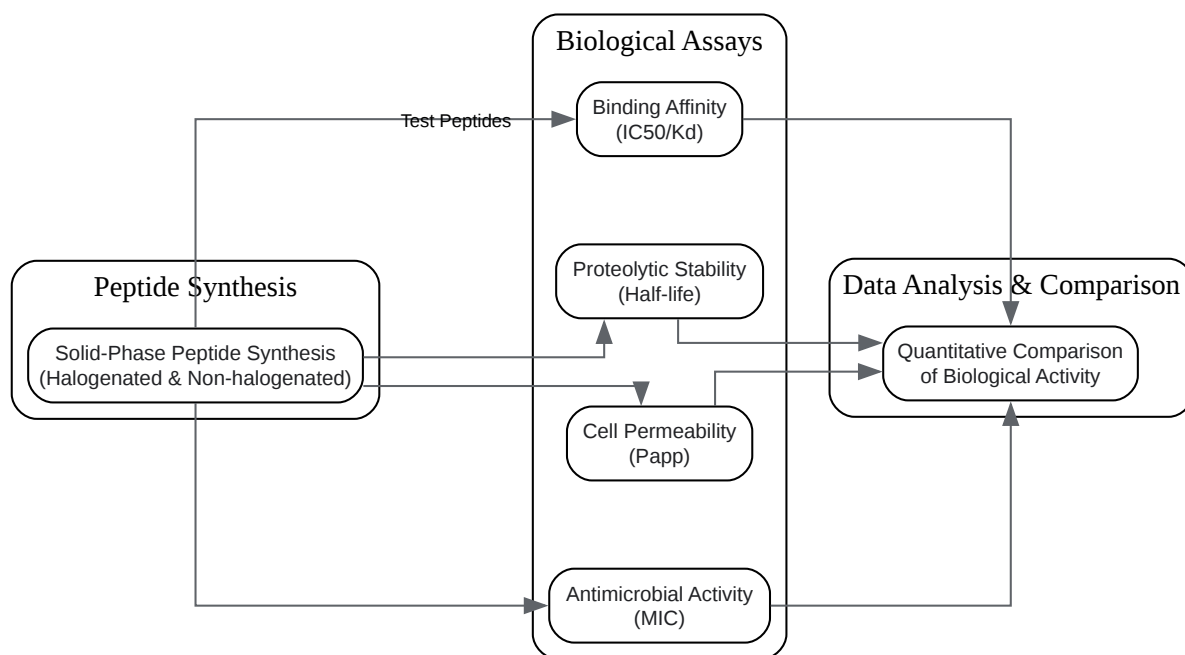 Biological Assays
Binding Affinity
(IC50/Kd)
Test Peptides
Proteolytic Stability
(Half-life)
Peptide Synthesis
Solid-Phase Peptide Synthesis
(Halogenated & Non-halogenated)
Data Analysis & Comparison
Quantitative Comparison
of Biological Activity
Cell Permeability
(Papp)
Antimicrobial Activity
(MIC)